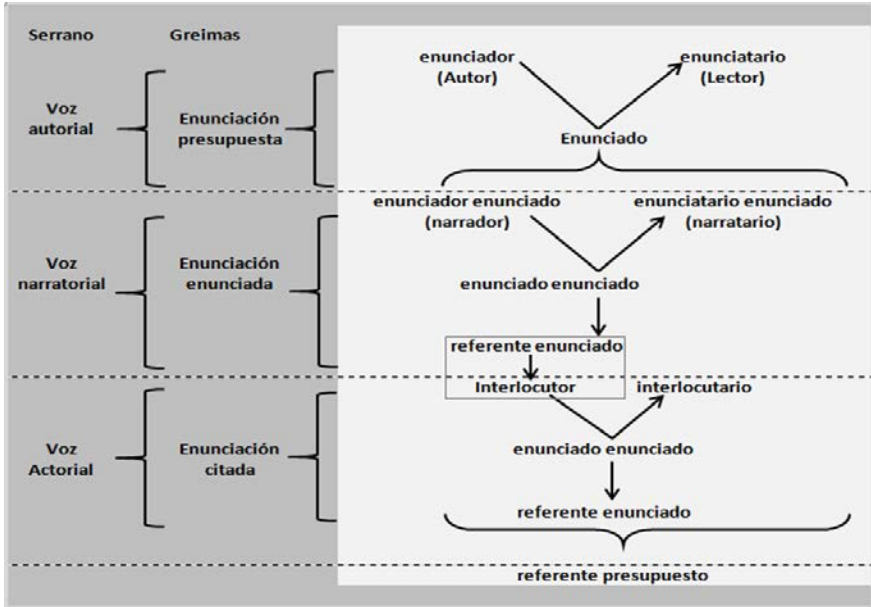 Serrano Greimas
enunciador enunciatario
(Autor) (Lector)
Voz Enunciación
autorial presupuesta
Enunciado
enunciador enunciado enunciatario enunciado
(narrador) (narratario)
Voz Enunciación
narratorial enunciada
enunciado enunciado
referente enunciado
Interlocutor interlocutario
Voz Enunciación
Actorial citada
enunciado enunciado
referente enunciado
referente presupuesto